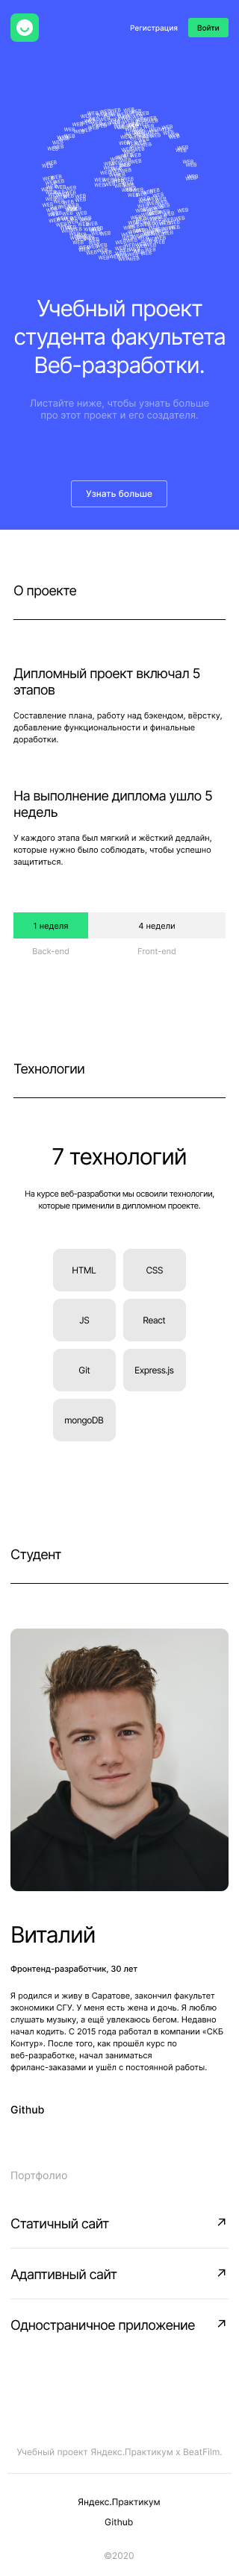 Регистрация
Войти
Учебный проект
студента факультета
Веб-разработки.
Листайте ниже, чтобы узнать больше
про этот проект и его создателя.
Узнать больше
О проекте
Дипломный проект включал 5
этапов
Составление плана, работу над бэкендом, вёрстку,
добавление функциональности и финальные
доработки.
На выполнение диплома ушло 5
недель
У каждого этапа был мягкий и жёсткий дедлайн,
которые нужно было соблюдать, чтобы успешно
защититься.
1 неделя
4 недели
Back-end
Front-end
Технологии
7 технологий
На курсе веб-разработки мы освоили технологии,
которые применили в дипломном проекте.
HTML
CSS
JS
React
Git
Express.js
mongoDB
Студент
Виталий
Фронтенд-разработчик, 30 лет
Я родился и живу в Саратове, закончил факультет
экономики СГУ. У меня есть жена и дочь. Я люблю
слушать музыку, а ещё увлекаюсь бегом. Недавно
начал кодить. С 2015 года работал в компании «СКБ
Контур». После того, как прошёл курс по
веб-разработке, начал заниматься
фриланс-заказами и ушёл с постоянной работы.
Github
Портфолио
Статичный сайт
Адаптивный сайт
Одностраничное приложение
Учебный проект Яндекс.Практикум x BeatFilm.
Яндекс.Практикум
Github
©2020